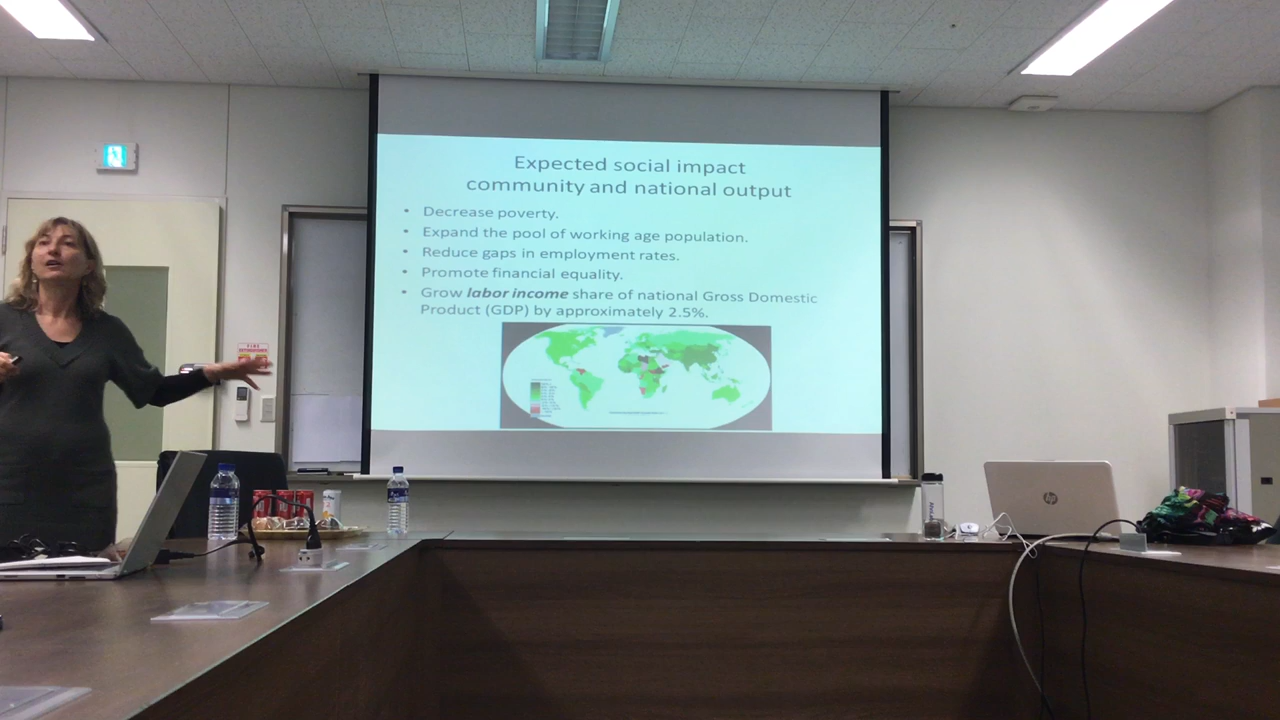 Expected social impact
community and national output
• Decrease poverty.
• Expand the pool of working age population.
• Reduce gaps in employment rates.
• Promote financial equality.
• Grow labor income share of national Gross Domestic
Product (GDP) by approximately 2.5%.
FIRE
hp